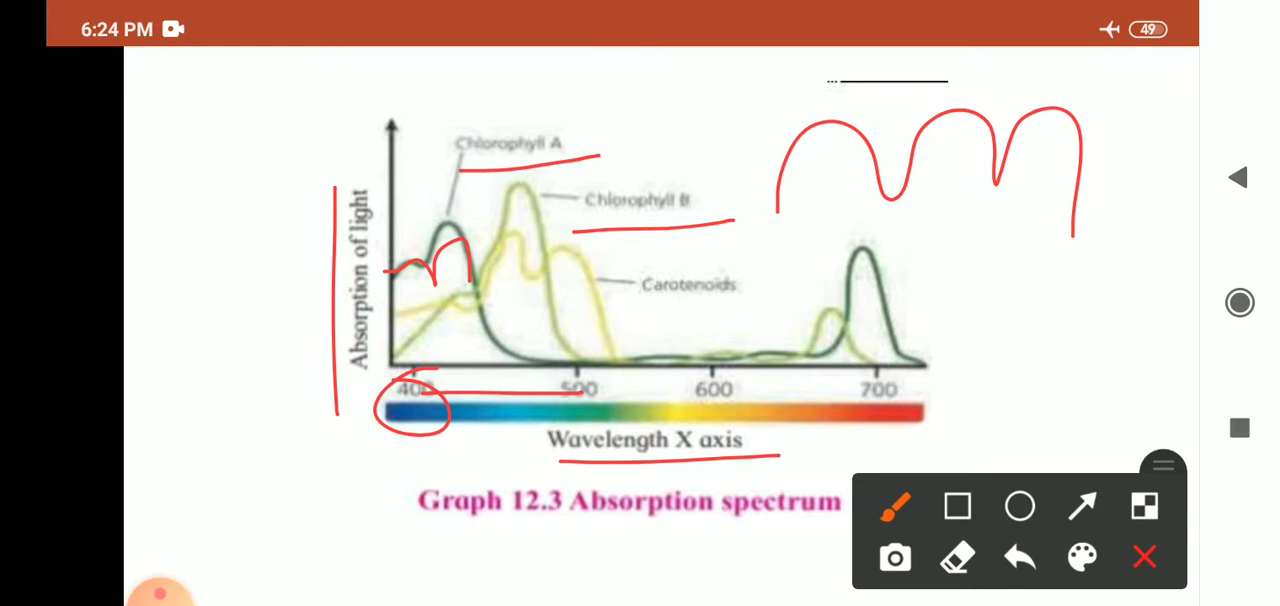 6:24 PM
49
Chlorophyll A
Chlorophyll B
Carotenoids
Absorption of light
400 500 600 700
Wavelength X axis
Graph 12.3 Absorption spectrum